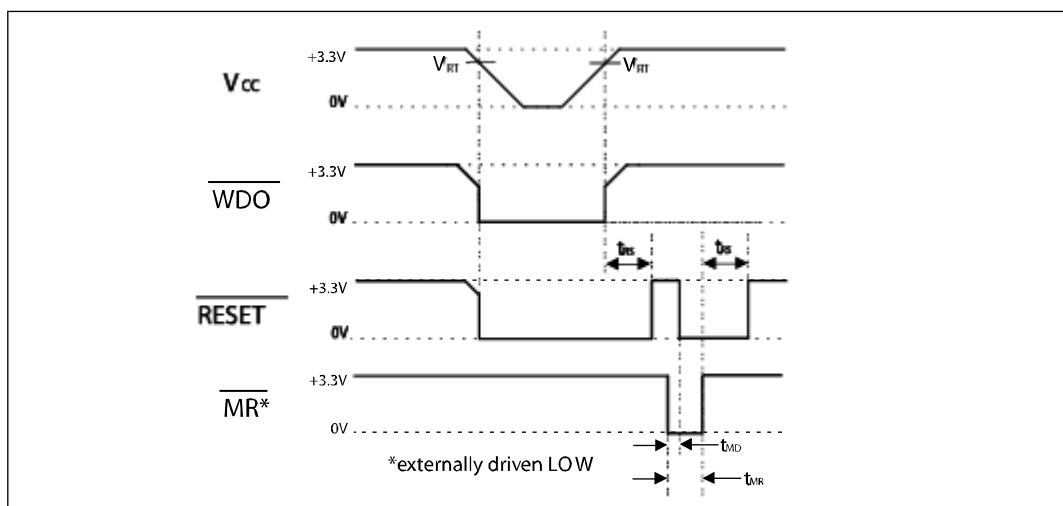 +3.3V
VRT
VRT
VCC
0V
+3.3V
WDO
0V
tRS
tRS
+3.3V
RESET
0V
+3.3V
MR*
0V
tMD
*externally driven LOW
tMR